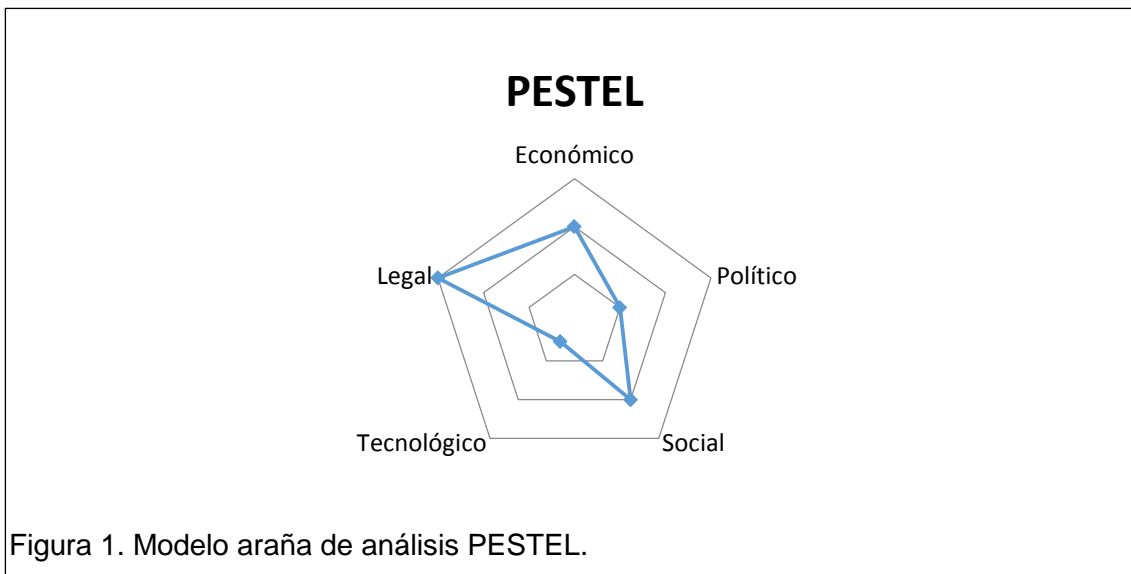 PESTEL
Económico
Legal
Político
Tecnológico
Social
Figura 1. Modelo araña de análisis PESTEL.